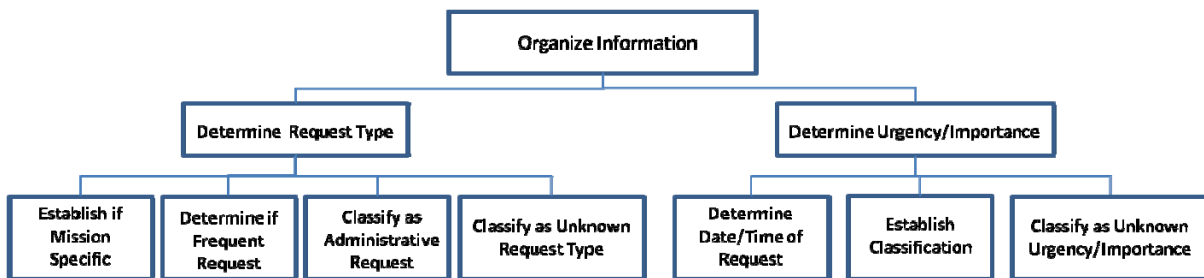 Organize Information
Determine Request Type
Determine Urgency/Importance
Establish if
Mission
Specific
Determine if
Frequent
Request
Classify as
Administrative
Request
Classify as Unknown
Request Type
Determine
Date/Time of
Request
Establish
Classification
Classify as Unknown
Urgency/Importance